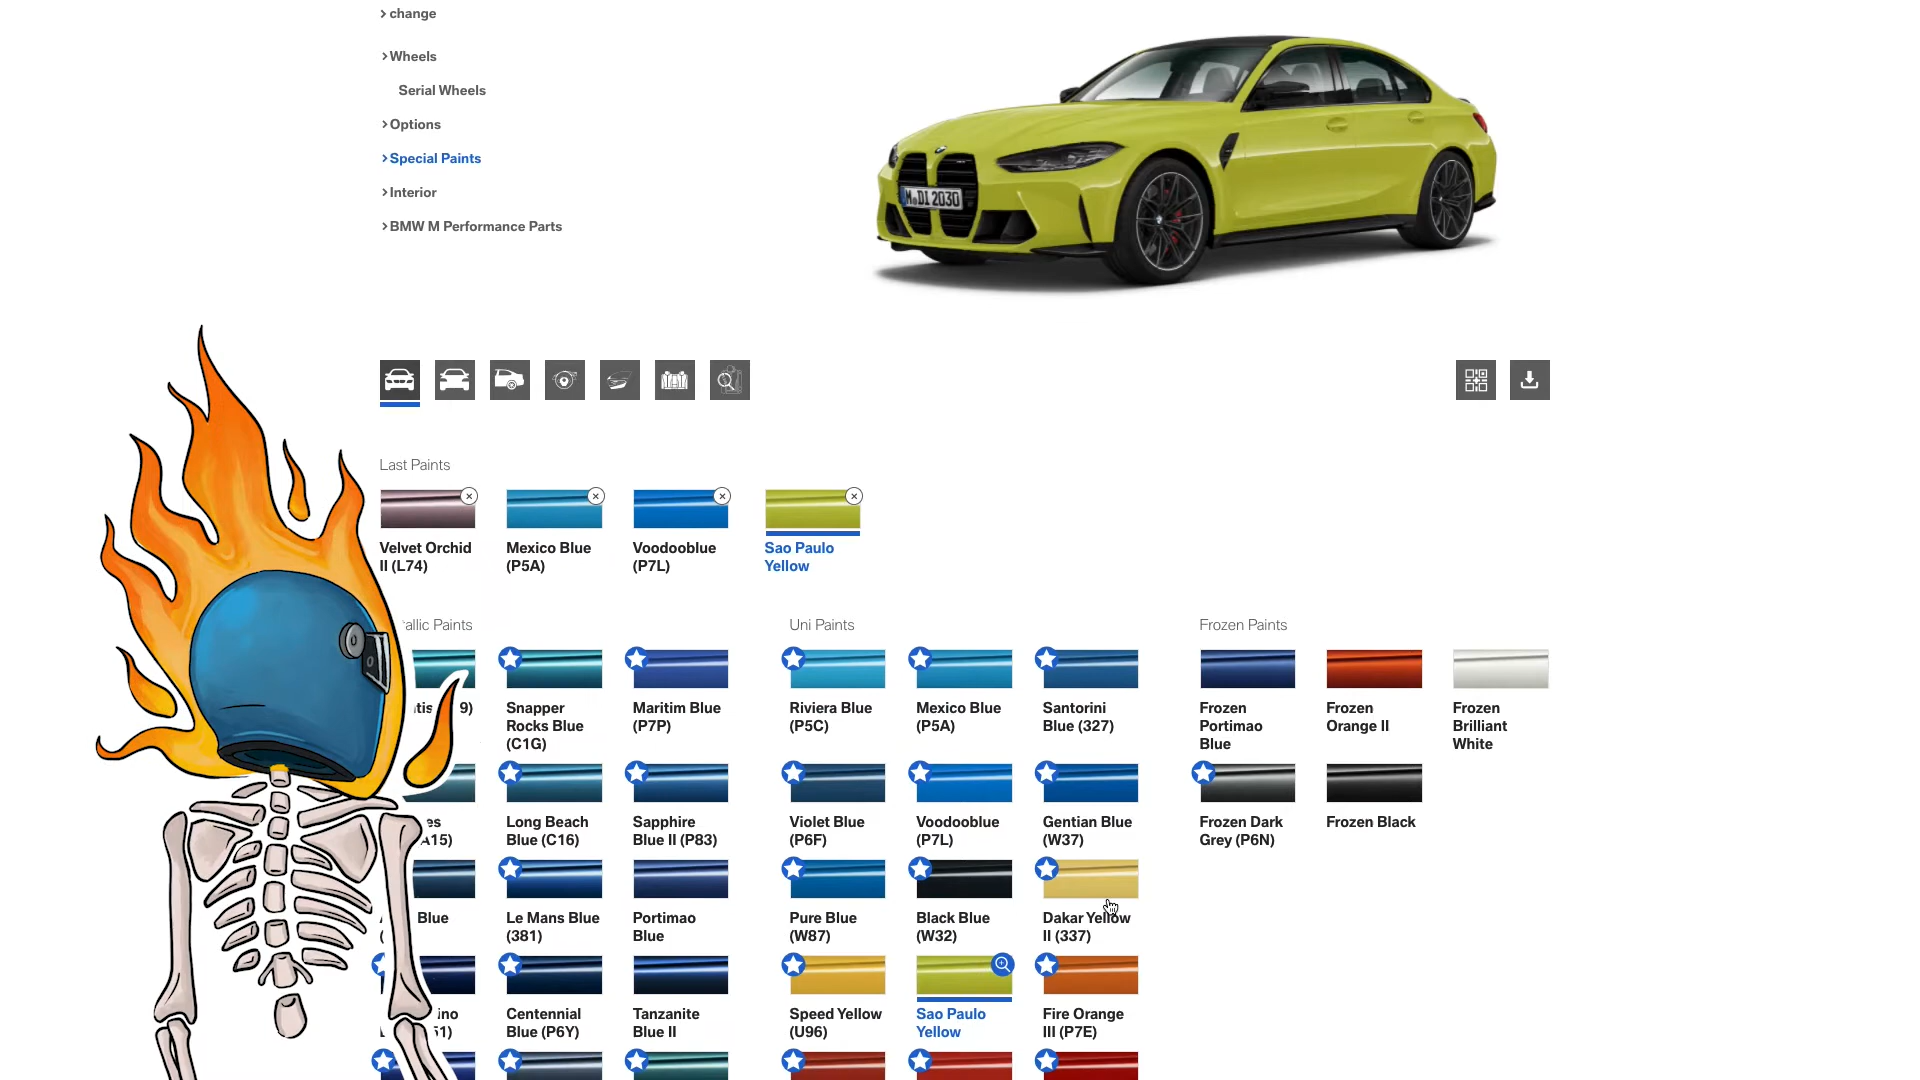 change
Wheels
Serial Wheels
Options
Special Paints
Interior
BMW M Performance Parts
M DI 2030
Last Paints
Velvet Orchid
II (L74)
Mexico Blue
(P5A)
Voodooblue
(P7L)
Sao Paulo
Yellow
Uni Paints
Frozen Paints
Snapper
Rocks Blue
(C1G)
Maritim Blue
(P7P)
Riviera Blue
(P5C)
Mexico Blue
(P5A)
Santorini
Blue (327)
Frozen
Portimao
Blue
Frozen
Orange II
Frozen
Brilliant
White
Long Beach
Blue (C16)
Sapphire
Blue II (P83)
Violet Blue
(P6F)
Voodooblue
(P7L)
Gentian Blue
(W37)
Frozen Dark
Grey (P6N)
Frozen Black
Blue
Le Mans Blue
(381)
Portimao
Blue
Pure Blue
(W87)
Black Blue
(W32)
Dakar Yellow
II (337)
Centennial
Blue (P6Y)
Tanzanite
Blue II
Speed Yellow
(U96)
Sao Paulo
Yellow
Fire Orange
III (P7E)